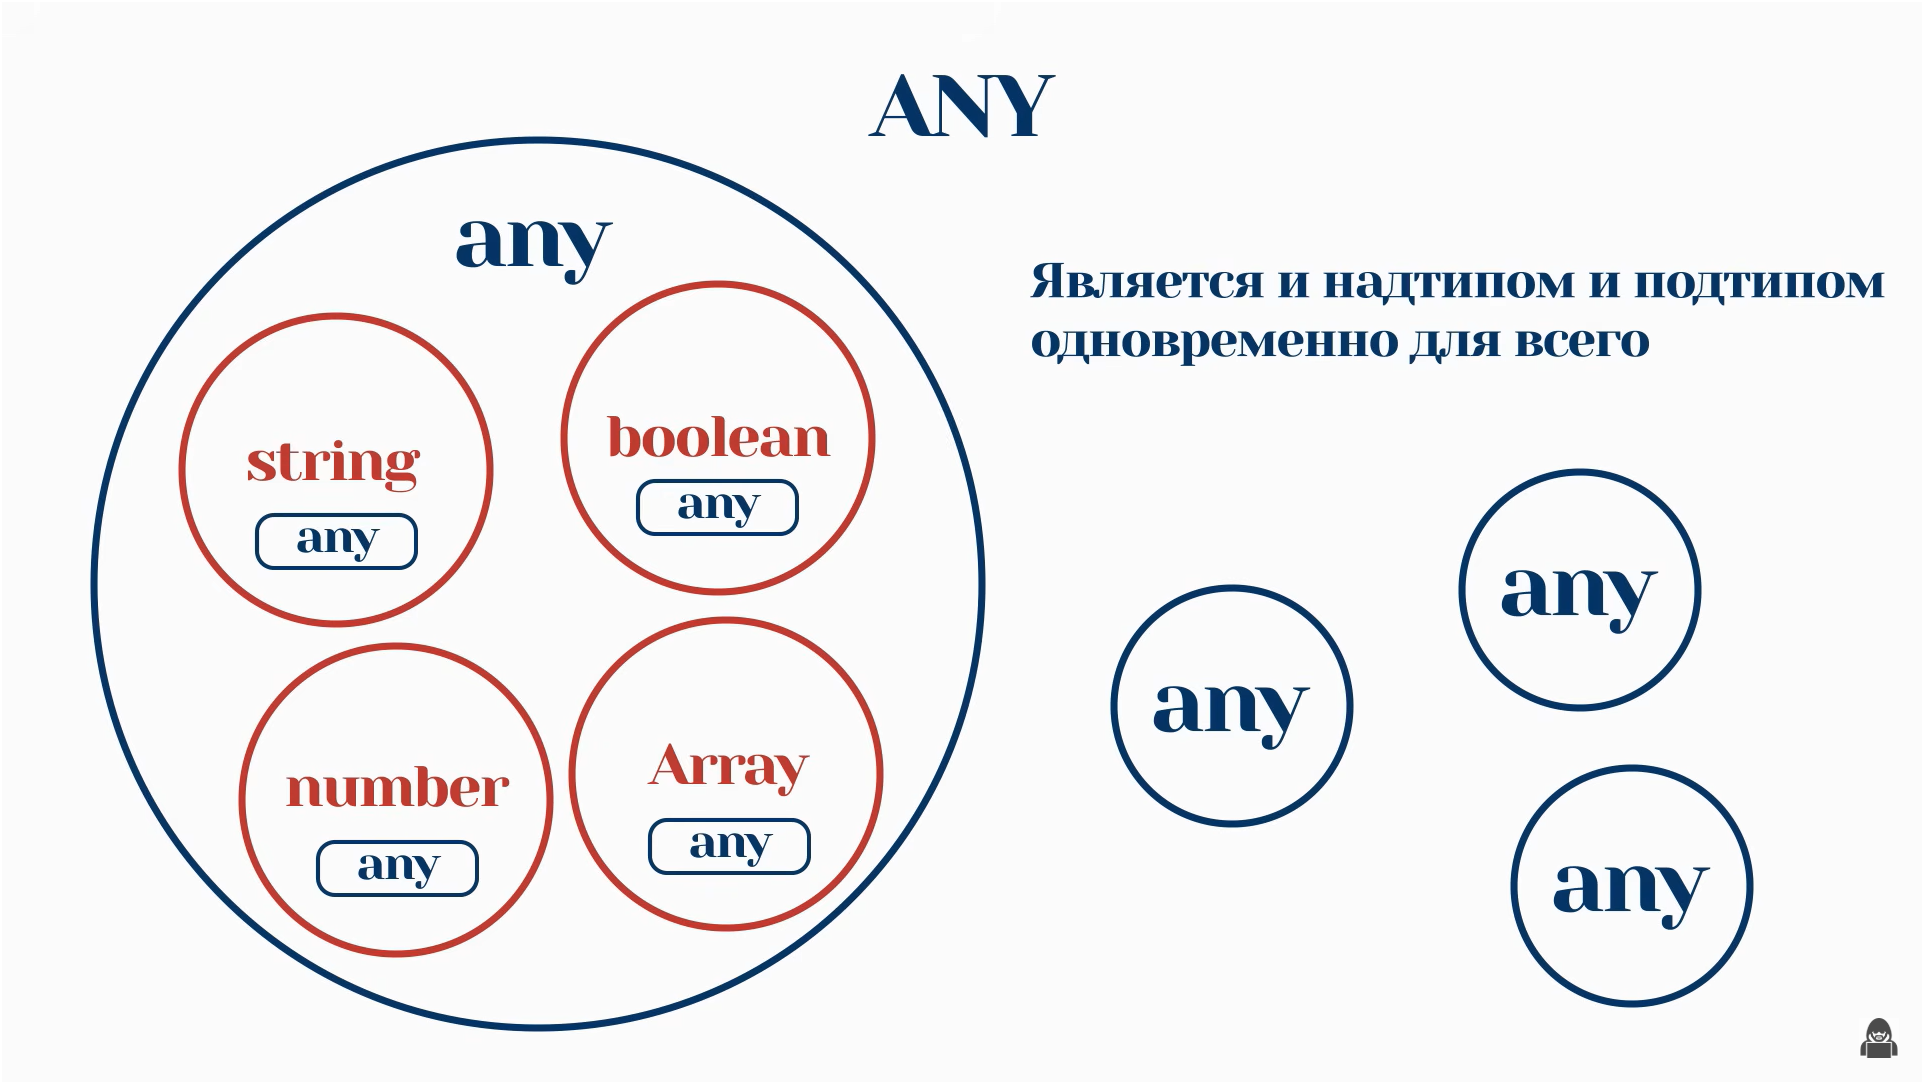 ANY
any
string
any
boolean
any
number
any
Array
any
Является и надтипом и подтипом
одновременно для всего
any
any
any